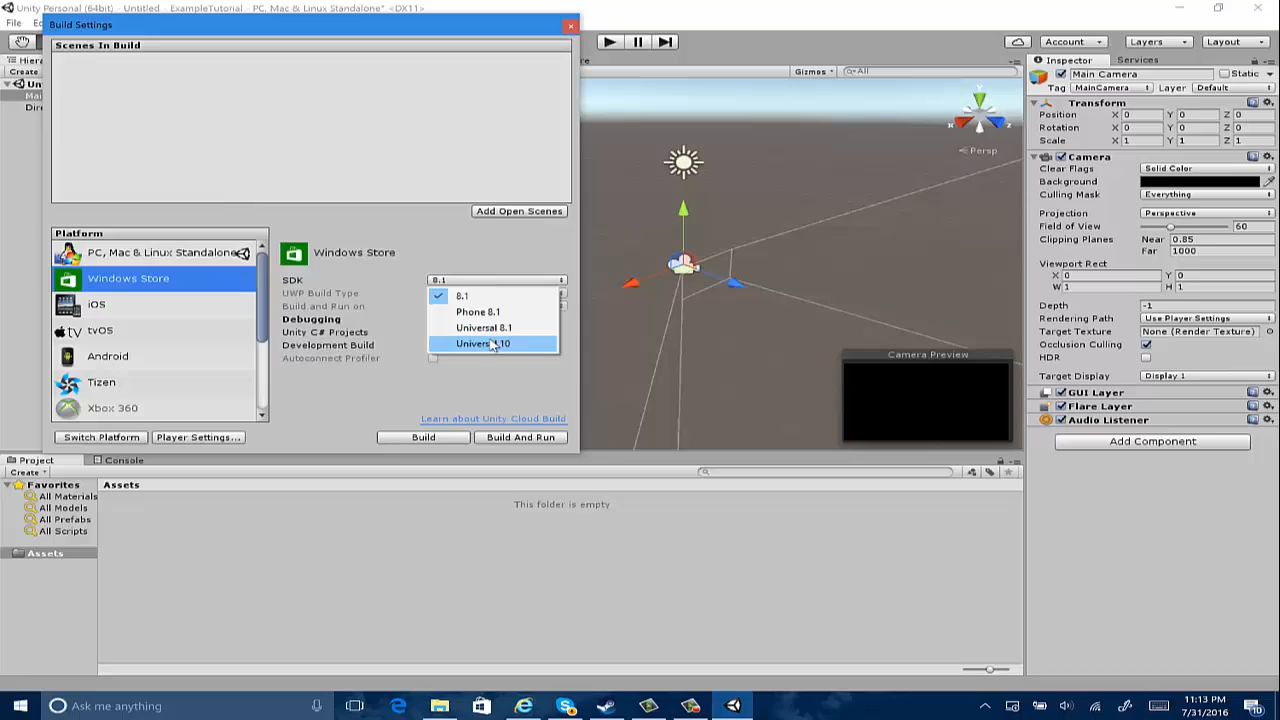 Unity Personal (64bit) - Untitled - ExampleTutorial - PC, Mac & Linux Standalone* <DX11>
File
Build Settings
Scenes In Build
Add Open Scenes
Platform
PC, Mac & Linux Standalone
Windows Store
iOS
tvOS
Android
Tizen
Xbox 360
Windows Store
SDK
8.1
UWP Build Type
Build and Run on
Debugging
Unity C# Projects
Development Build
Autoconnect Profiler
8.1
Phone 8.1
Universal 8.1
10
Learn about Unity Cloud Build
Switch Platform
Player Settings...
Build
Build And Run
Account
Layers
Layout
Create
Gizmos
All
y
x
z
Persp
Camera Preview
Inspector
Services
Main Camera
Static
Tag
MainCamera
Layer
Default
Transform
Position X 0 Y 0 Z 0
Rotation X 0 Y 0 Z 0
Scale X 1 Y 1 Z 1
Camera
Clear Flags Solid Color
Background
Culling Mask Everything
Projection Perspective
Field of View 60
Clipping Planes Near 0.85
Far 1000
Viewport Rect
X 0 Y 0
W 1 H 1
Depth -1
Rendering Path Use Player Settings
Target Texture None (Render Texture)
Occlusion Culling
HDR
Target Display Display 1
GUI Layer
Flare Layer
Audio Listener
Add Component
Project
Console
Create
Favorites
All Materials
All Models
All Prefabs
All Scripts
Assets
Assets
This folder is empty
Ask me anything
11:13 PM
7/31/2016
10